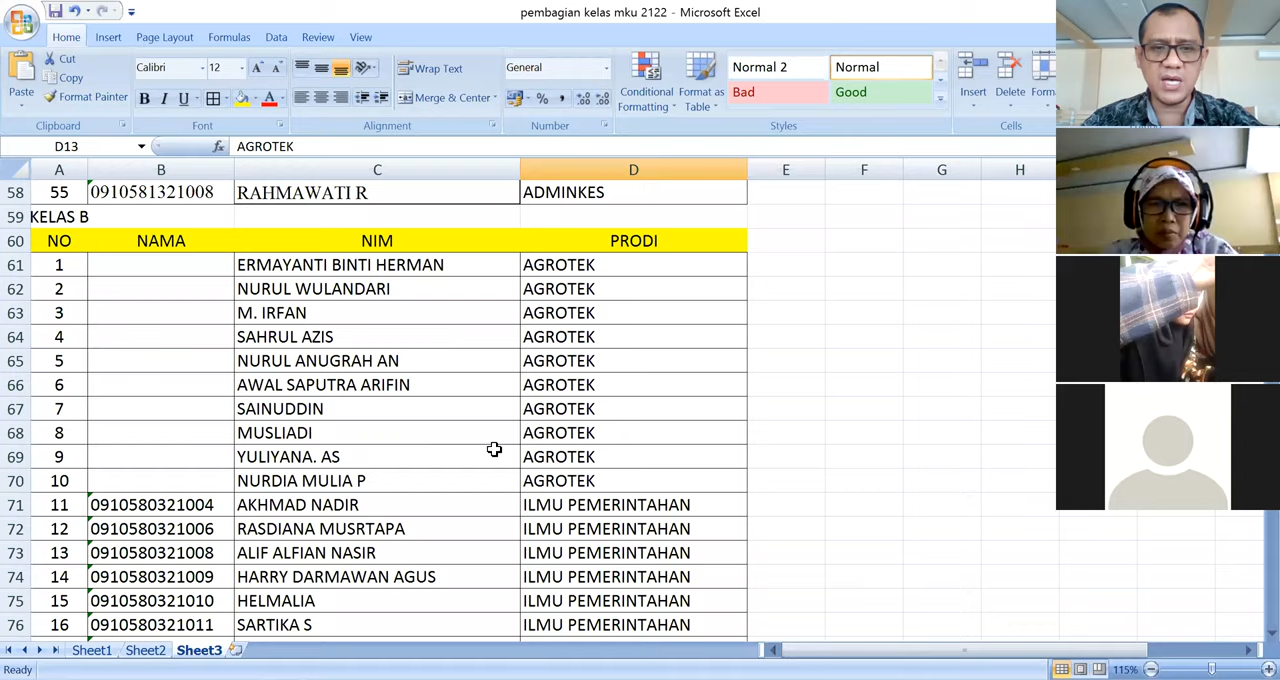 pembagian kelas mku 2122 - Microsoft Excel
Home Insert Page Layout Formulas Data Review View
Cut
Copy
Format Painter
Paste
Clipboard
Calibri 12
B I U
Font
Wrap Text
Merge & Center
Alignment
General
Number
Conditional Formatting
Format as Table
Normal 2 Normal
Bad Good
Styles
Insert Delete Forma
Cells
D13 fx AGROTEK
A B C D E F G H
58 55 0910581321008 RAHMAWATI R ADMINKES
59 KELAS B
60 NO NAMA NIM PRODI
61 1 ERMAYANTI BINTI HERMAN AGROTEK
62 2 NURUL WULANDARI AGROTEK
63 3 M. IRFAN AGROTEK
64 4 SAHRUL AZIS AGROTEK
65 5 NURUL ANUGRAH AN AGROTEK
66 6 AWAL SAPUTRA ARIFIN AGROTEK
67 7 SAINUDDIN AGROTEK
68 8 MUSLIADI AGROTEK
69 9 YULIYANA. AS AGROTEK
70 10 NURDIA MULIA P AGROTEK
71 11 0910580321004 AKHMAD NADIR ILMU PEMERINTAHAN
72 12 0910580321006 RASDIANA MUSRTAPA ILMU PEMERINTAHAN
73 13 0910580321008 ALIF ALFIAN NASIR ILMU PEMERINTAHAN
74 14 0910580321009 HARRY DARMAWAN AGUS ILMU PEMERINTAHAN
75 15 0910580321010 HELMALIA ILMU PEMERINTAHAN
76 16 0910580321011 SARTIKA S ILMU PEMERINTAHAN
Sheet1 Sheet2 Sheet3
Ready 115%